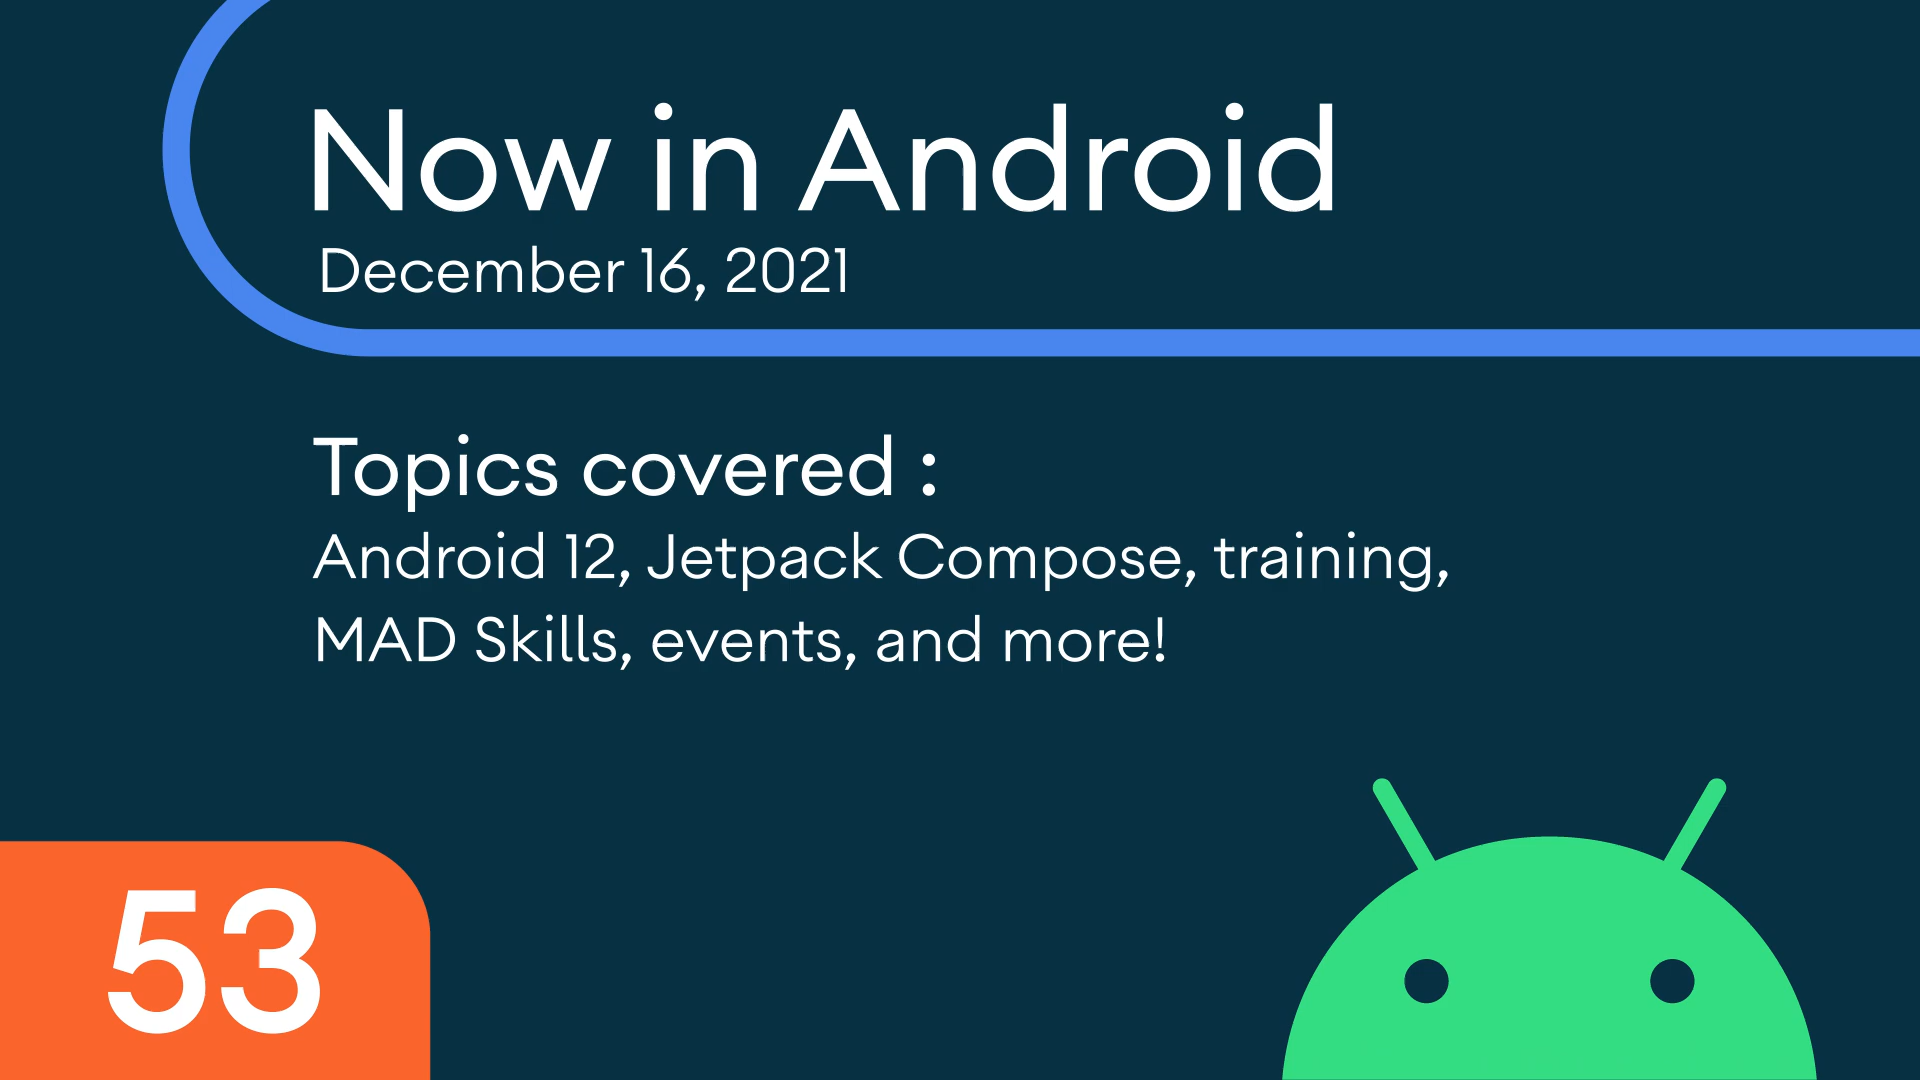 Now in Android
December 16, 2021
Topics covered :
Android 12, Jetpack Compose, training,
MAD Skills, events, and more!
53